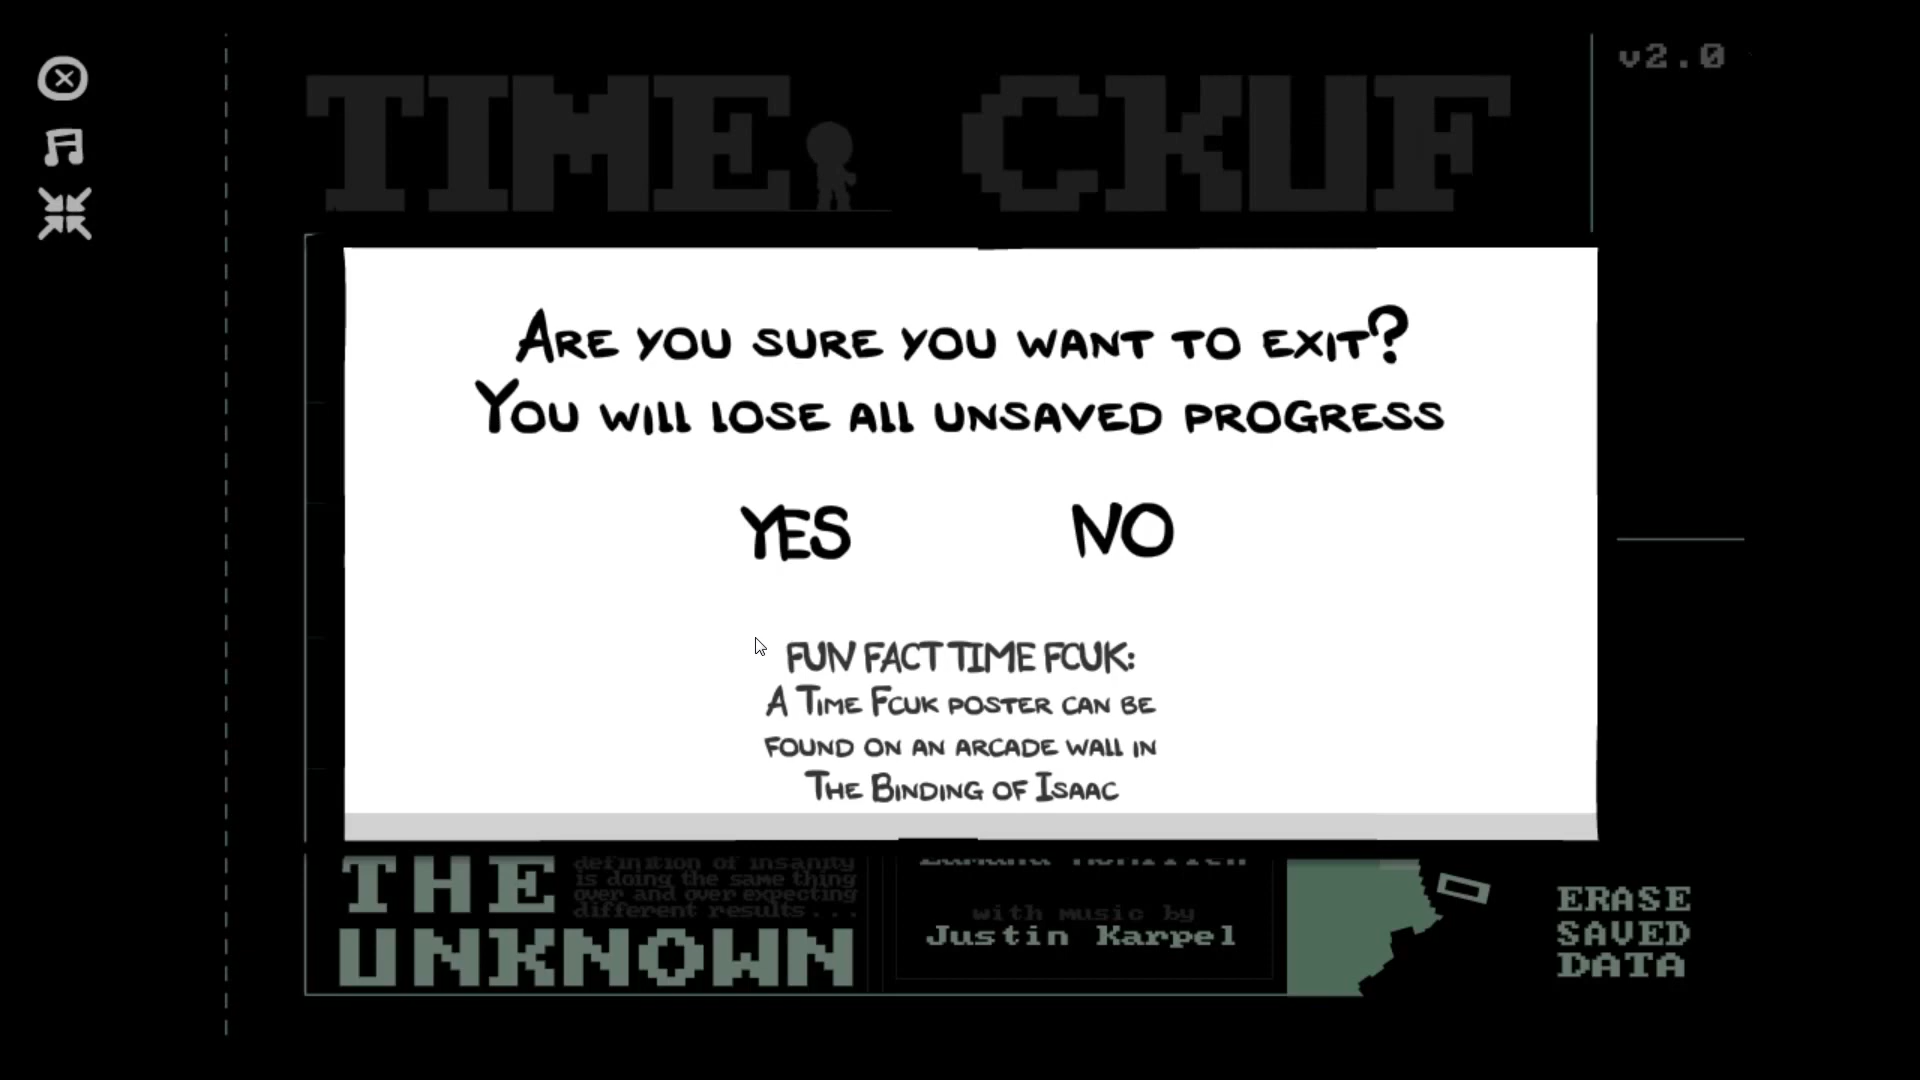 v2.0
TIME CKUF
Are you sure you want to exit?
You will lose all unsaved progress
YES NO
FUN FACT TIME FCUK:
A Time Fcuk poster can be
found on an arcade wall in
The Binding of Isaac
THE
UNKNOWN
definition of insanity
is doing the same thing
over and over expecting
different results...
with music by
Justin Karpel
ERASE
SAVED
DATA